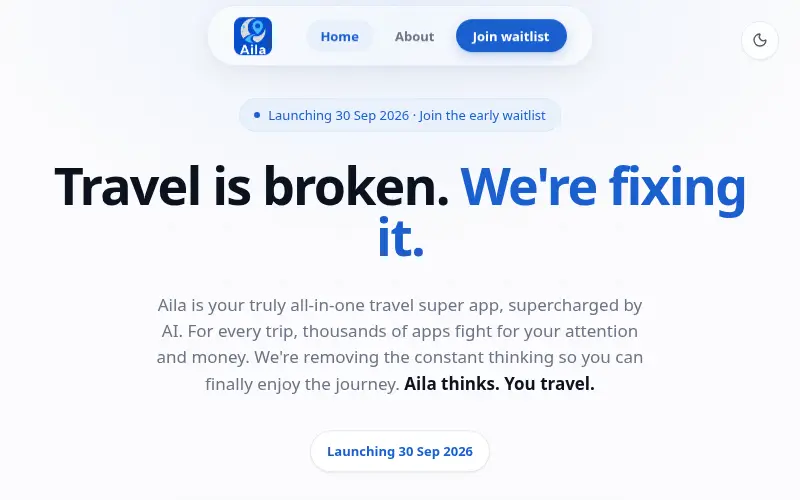 Aila
Home
About
Join waitlist
Launching 30 Sep 2026 · Join the early waitlist
Travel is broken. We're fixing
it.
Aila is your truly all-in-one travel super app, supercharged by
AI. For every trip, thousands of apps fight for your attention
and money. We're removing the constant thinking so you can
finally enjoy the journey. Aila thinks. You travel.
Launching 30 Sep 2026